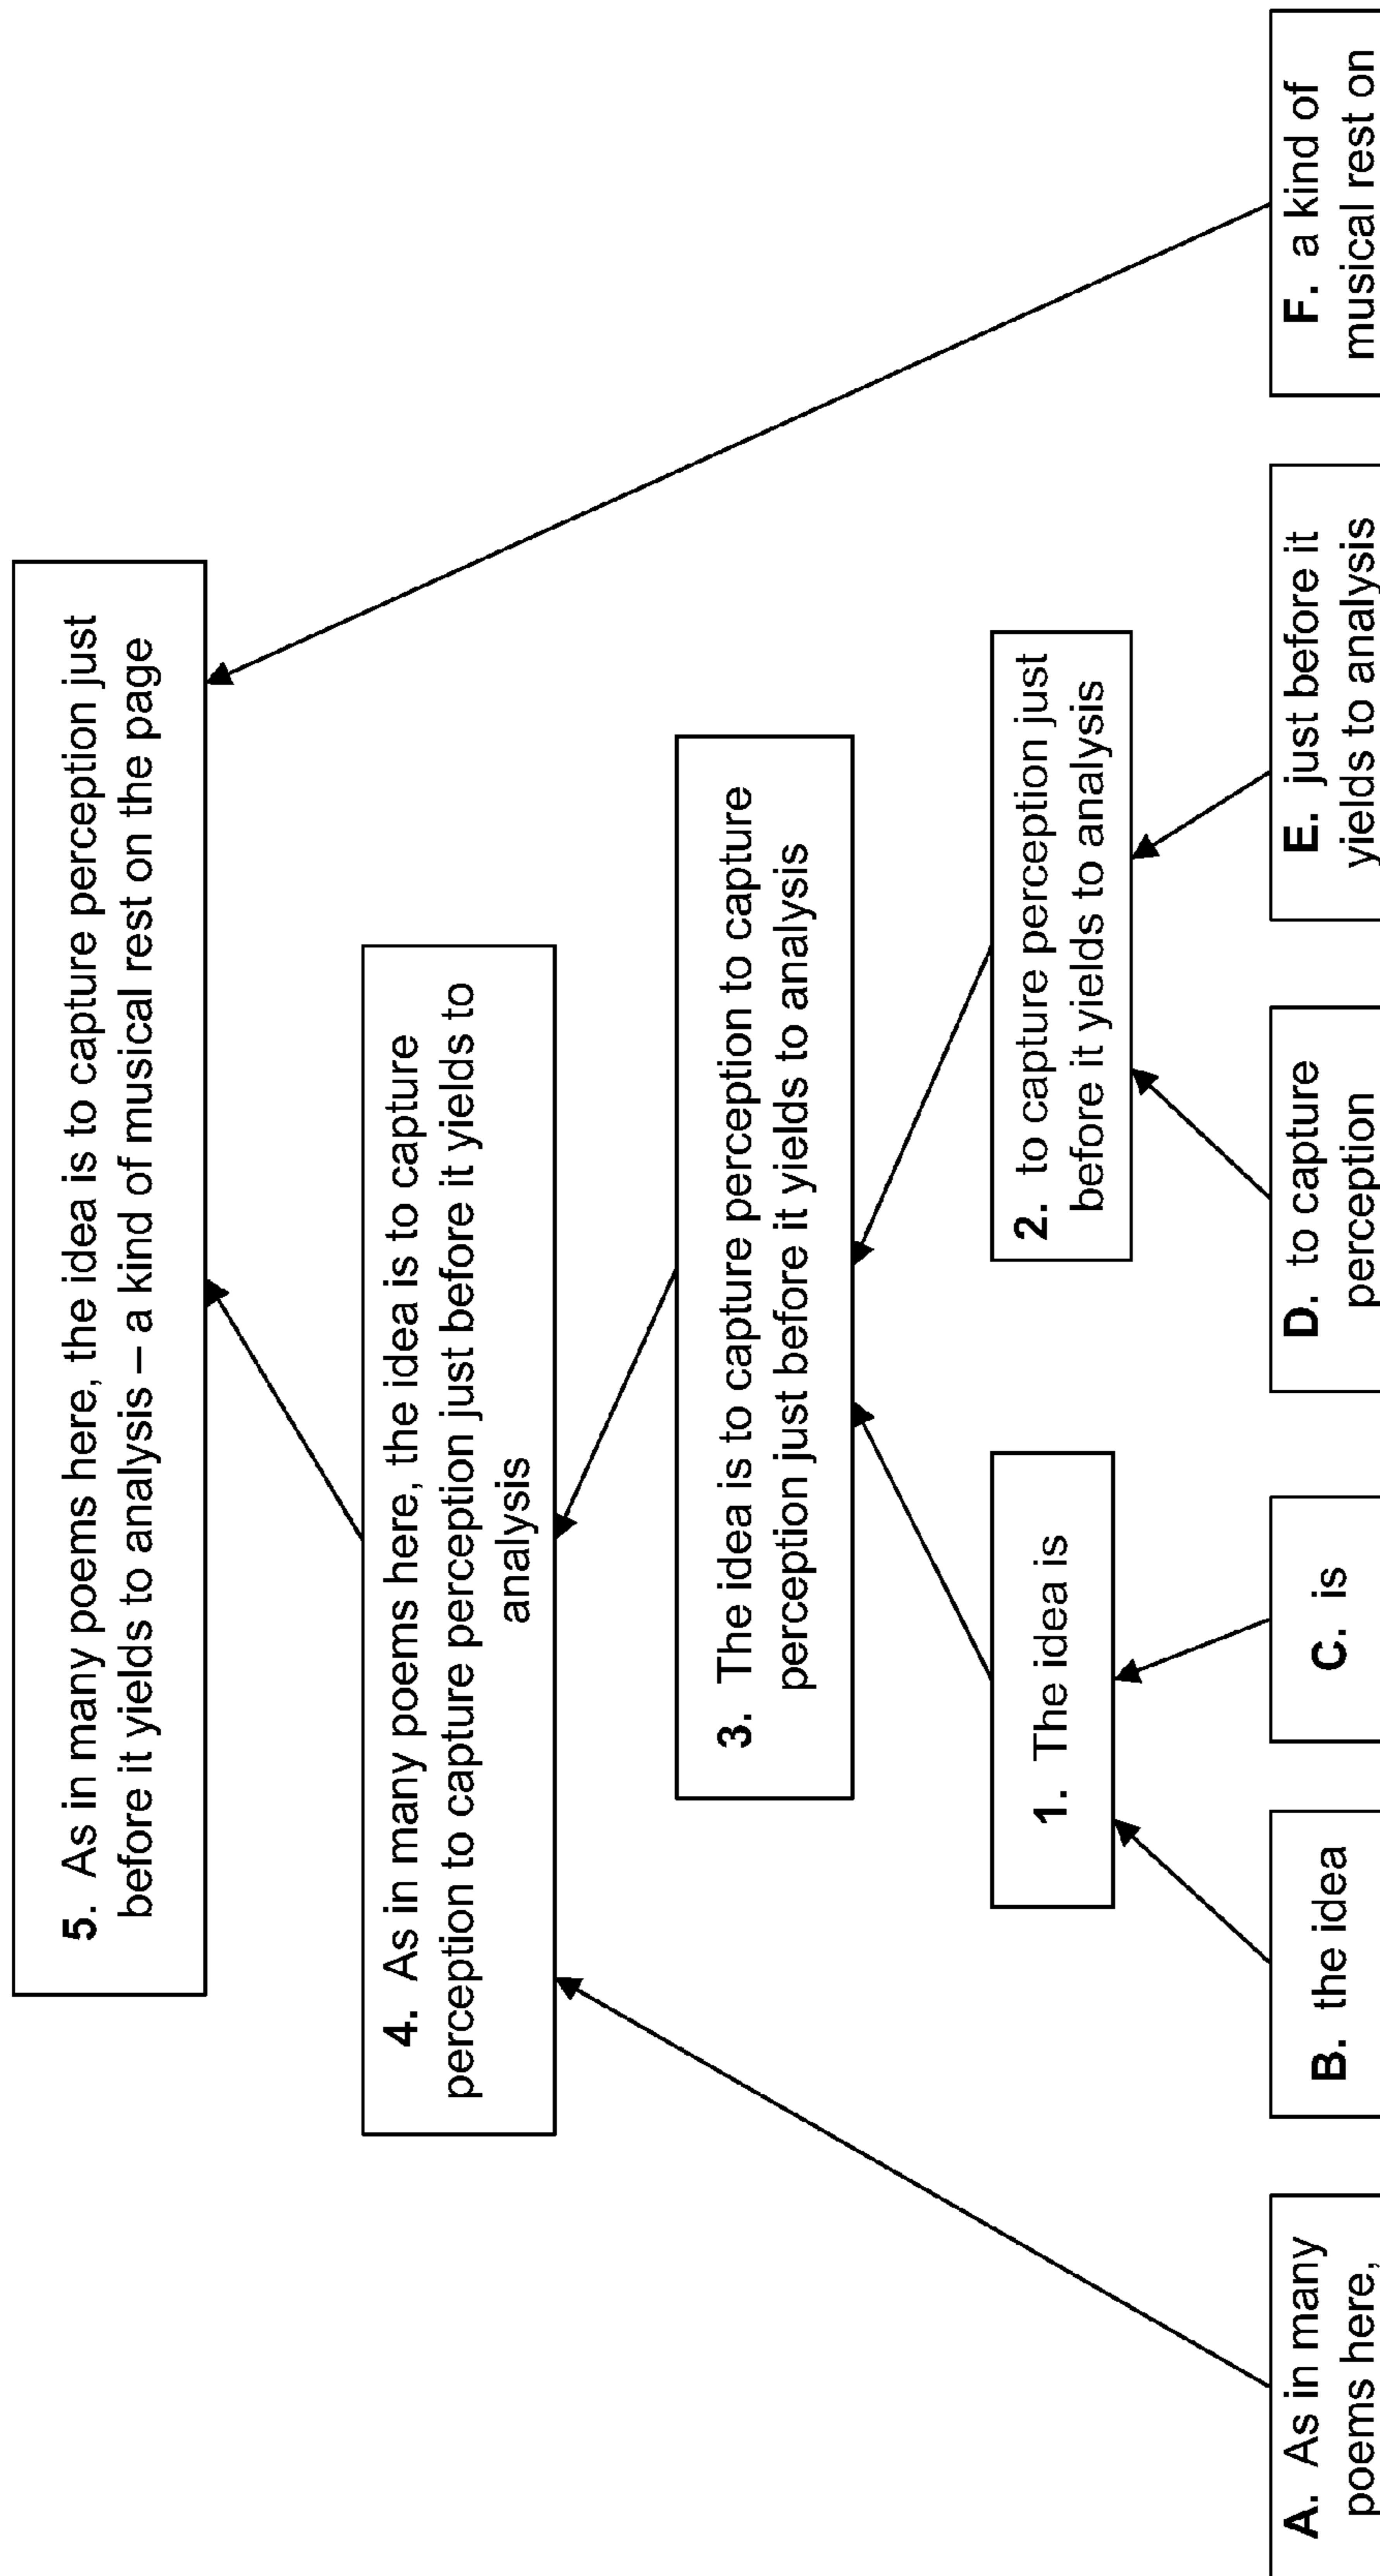 5. As in many poems here, the idea is to capture perception just
before it yields to analysis – a kind of musical rest on the page
4. As in many poems here, the idea is to capture
perception to capture perception just before it yields to
analysis
3. The idea is to capture perception to capture
perception just before it yields to analysis
1. The idea is
2. to capture perception just
before it yields to analysis
A. As in many
poems here,
B. the idea
C. is
D. to capture
perception
E. just before it
yields to analysis
F. a kind of
musical rest on